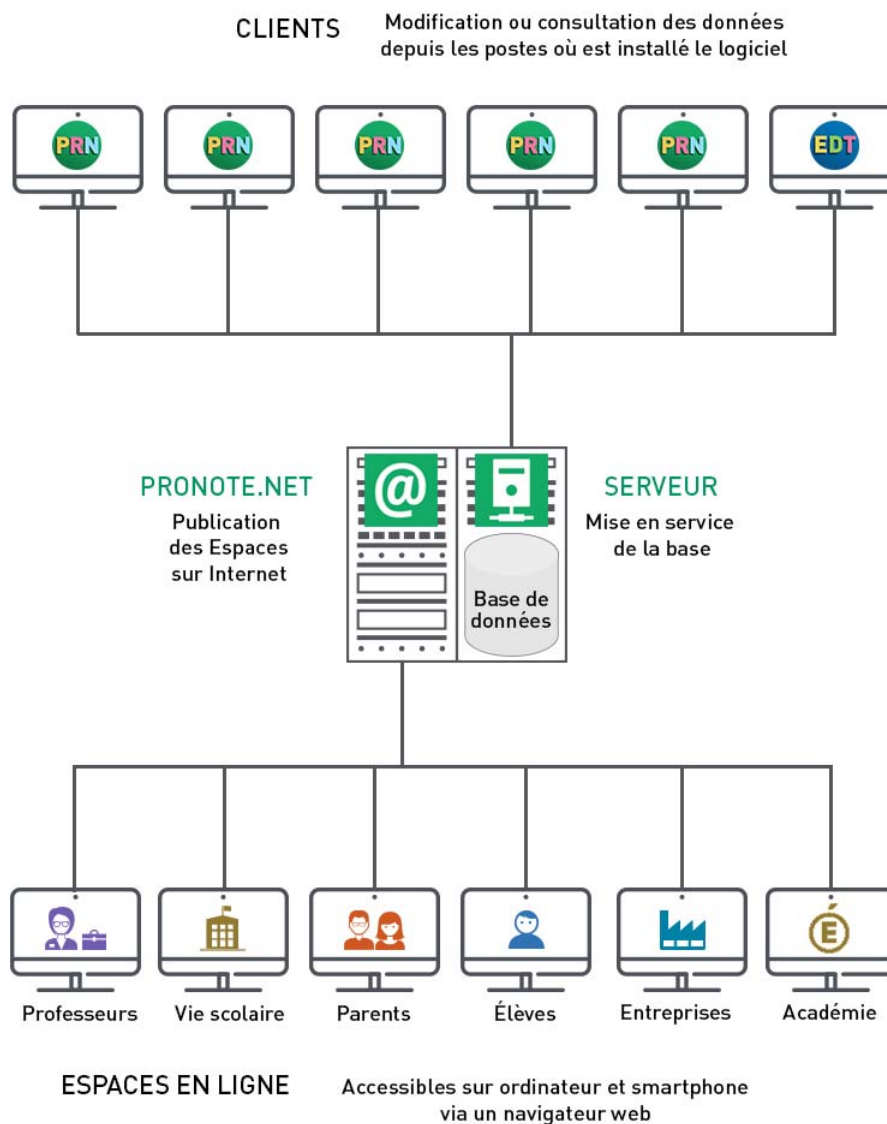 CLIENTS
Modification ou consultation des données
depuis les postes où est installé le logiciel
PRN
PRN
PRN
PRN
PRN
EDT
PRONOTE.NET
Publication
des Espaces
sur Internet
@
SERVEUR
Mise en service
de la base
Base de
données
É
Professeurs
Vie scolaire
Parents
Élèves
Entreprises
Académie
ESPACES EN LIGNE
Accessibles sur ordinateur et smartphone
via un navigateur web